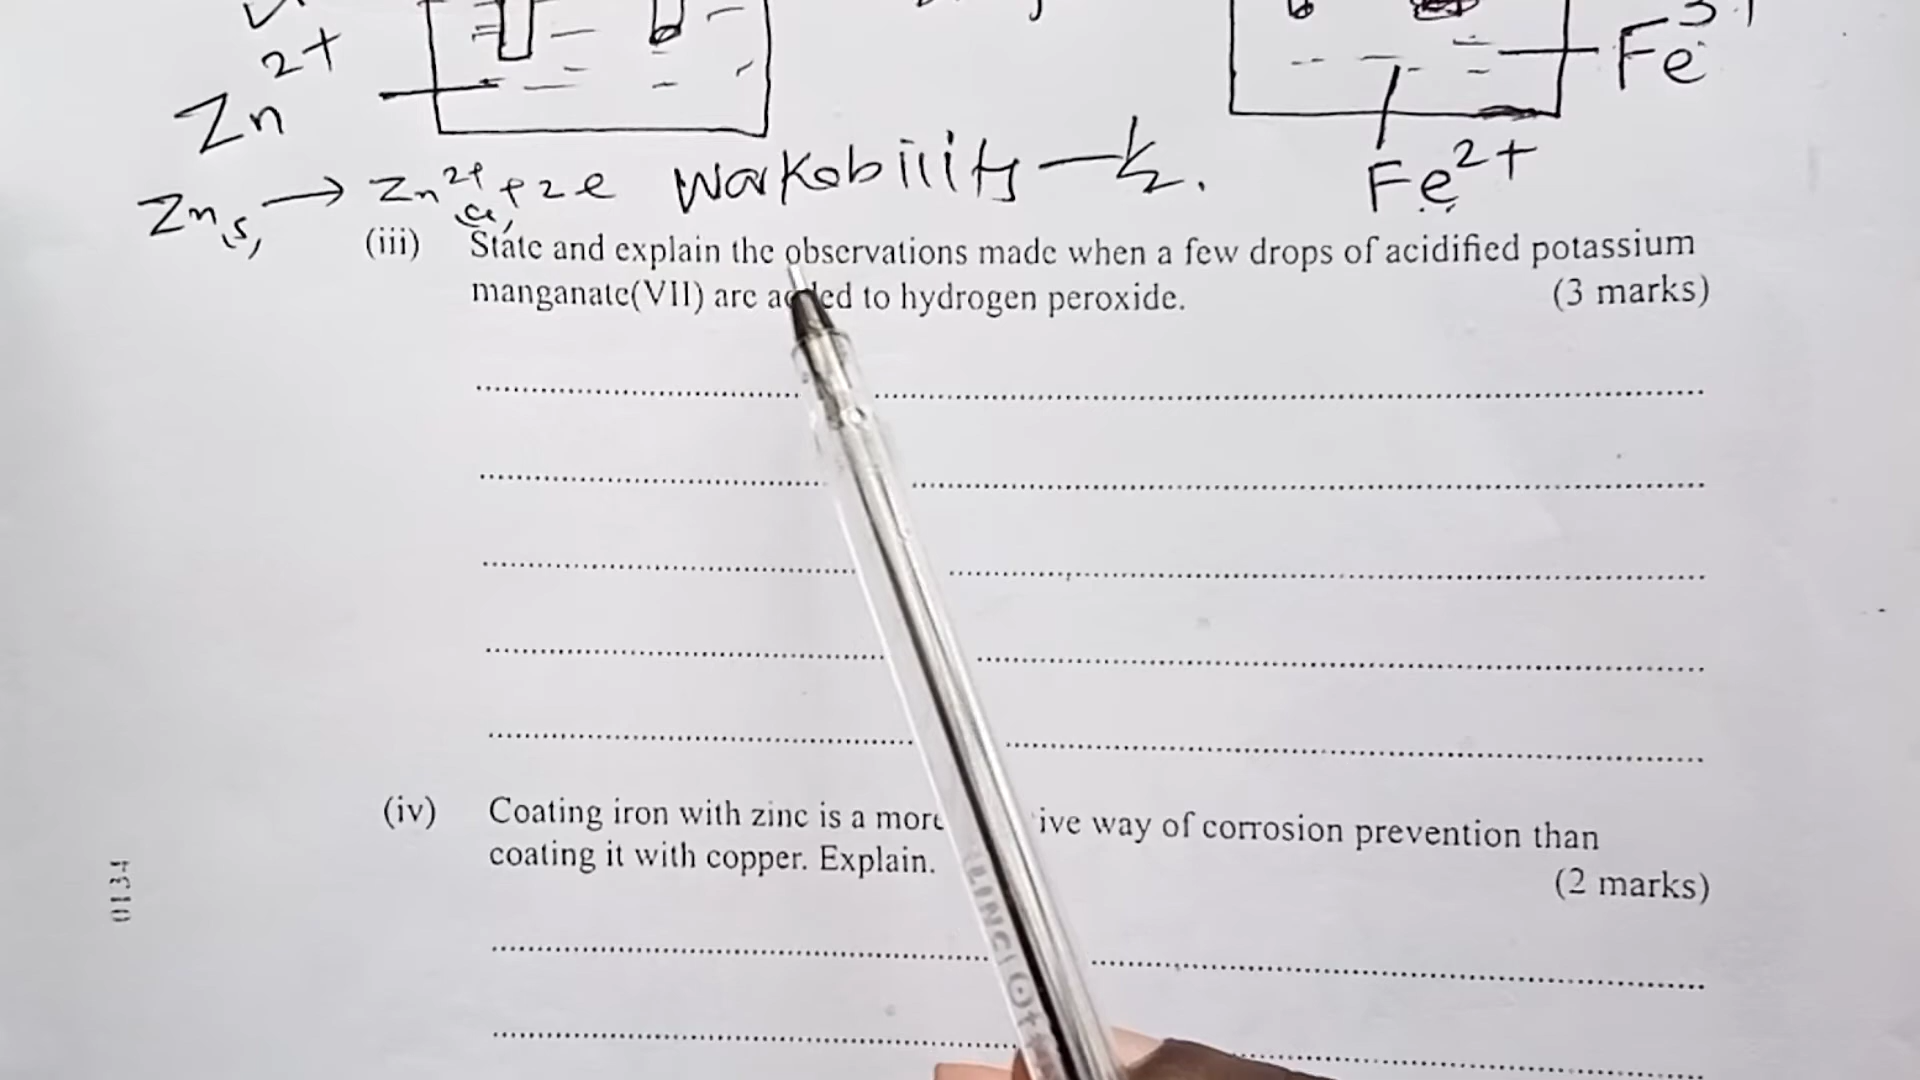 2+
Zn
Fe
Fe2+
Zn(s) → Zn2+ + 2e Workability – ½.
(iii) State and explain the observations made when a few drops of acidified potassium
manganate(VII) are added to hydrogen peroxide. (3 marks)
(iv) Coating iron with zinc is a more ive way of corrosion prevention than
coating it with copper. Explain. (2 marks)
0134